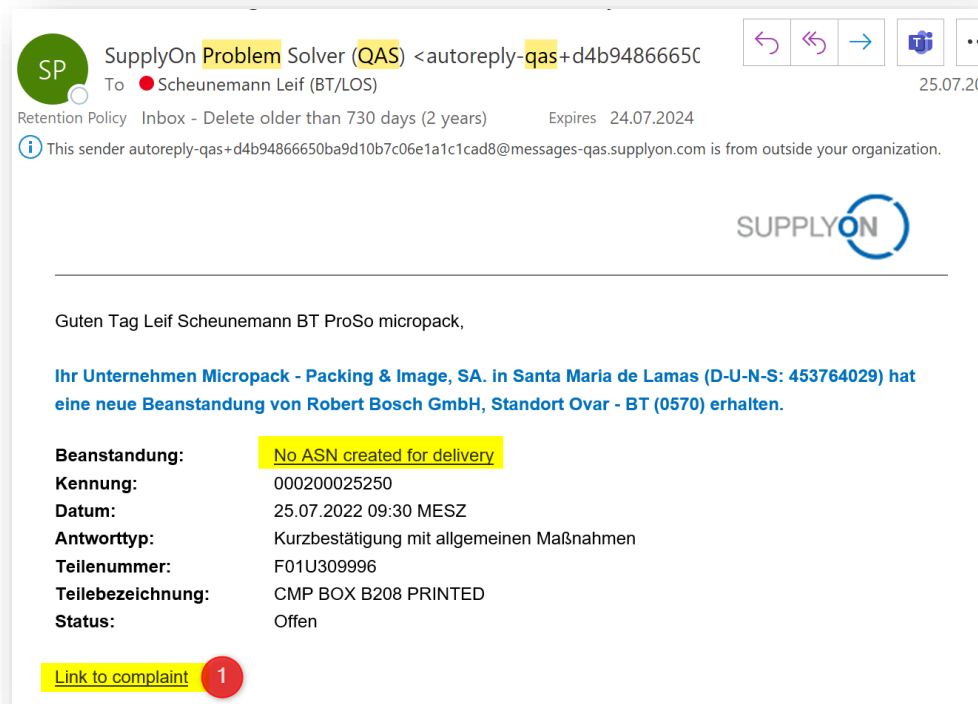 SP
SupplyOn Problem Solver (QAS) <autoreply-qas+d4b94866650
To Scheunemann Leif (BT/LOS)
25.07.20
Retention Policy Inbox - Delete older than 730 days (2 years) Expires 24.07.2024
This sender autoreply-qas+d4b94866650ba9d10b7c06e1a1c1cad8@messages-qas.supplyon.com is from outside your organization.
SUPPLYON
Guten Tag Leif Scheunemann BT ProSo micropack,
Ihr Unternehmen Micropack - Packing & Image, SA. in Santa Maria de Lamas (D-U-N-S: 453764029) hat
eine neue Beanstandung von Robert Bosch GmbH, Standort Ovar - BT (0570) erhalten.
Beanstandung: No ASN created for delivery
Kennung: 000200025250
Datum: 25.07.2022 09:30 MESZ
Antworttyp: Kurzbestätigung mit allgemeinen Maßnahmen
Teilenummer: F01U309996
Teilebezeichnung: CMP BOX B208 PRINTED
Status: Offen
Link to complaint 1